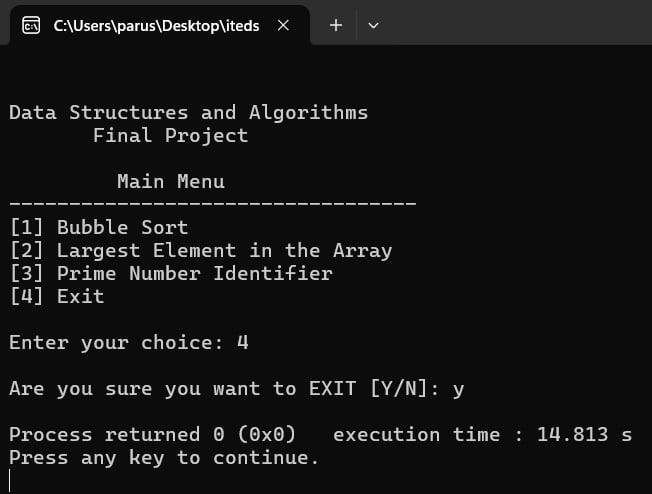 C:\Users\parus\Desktop\iteds
Data Structures and Algorithms
Final Project
Main Menu
----------------------------------
[1] Bubble Sort
[2] Largest Element in the Array
[3] Prime Number Identifier
[4] Exit
Enter your choice: 4
Are you sure you want to EXIT [Y/N]: y
Process returned 0 (0x0)   execution time : 14.813 s
Press any key to continue.